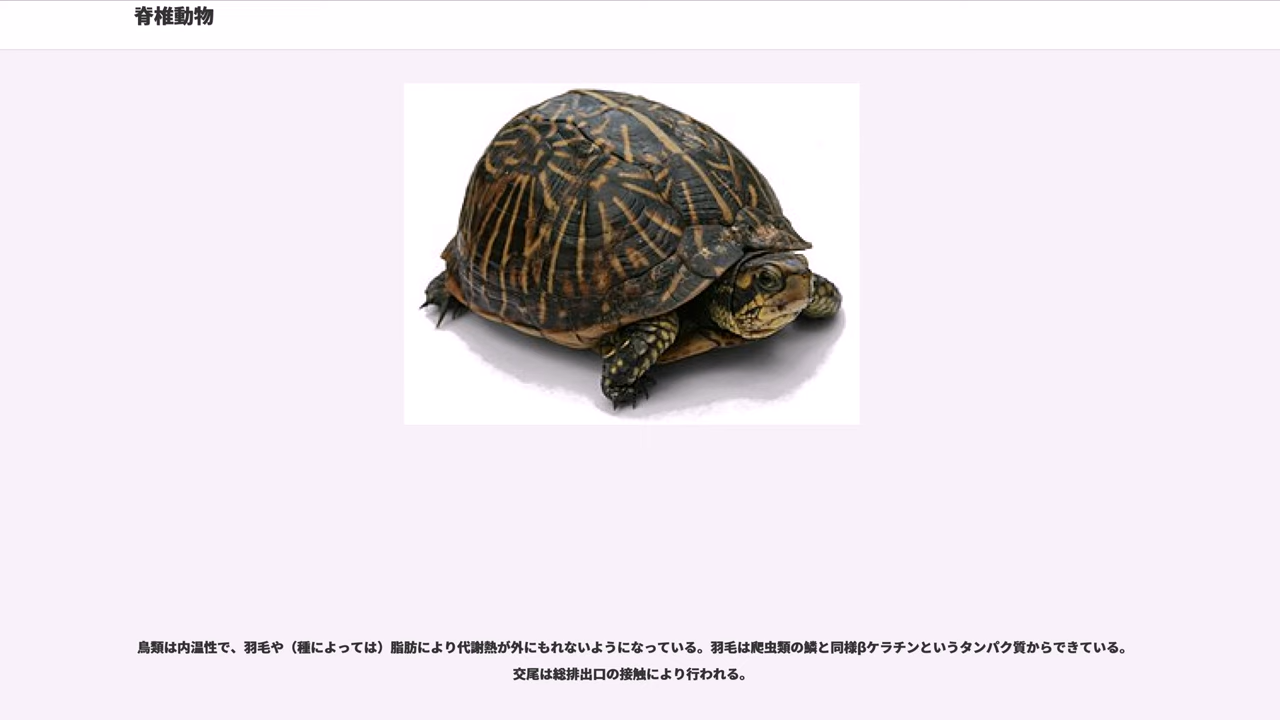 脊椎動物
鳥類は内温性で、羽毛や（種によっては）脂肪により代謝熱が外にもれないようになっている。羽毛は爬虫類の鱗と同様βケラチンというタンパク質からできている。
交尾は総排出口の接触により行われる。